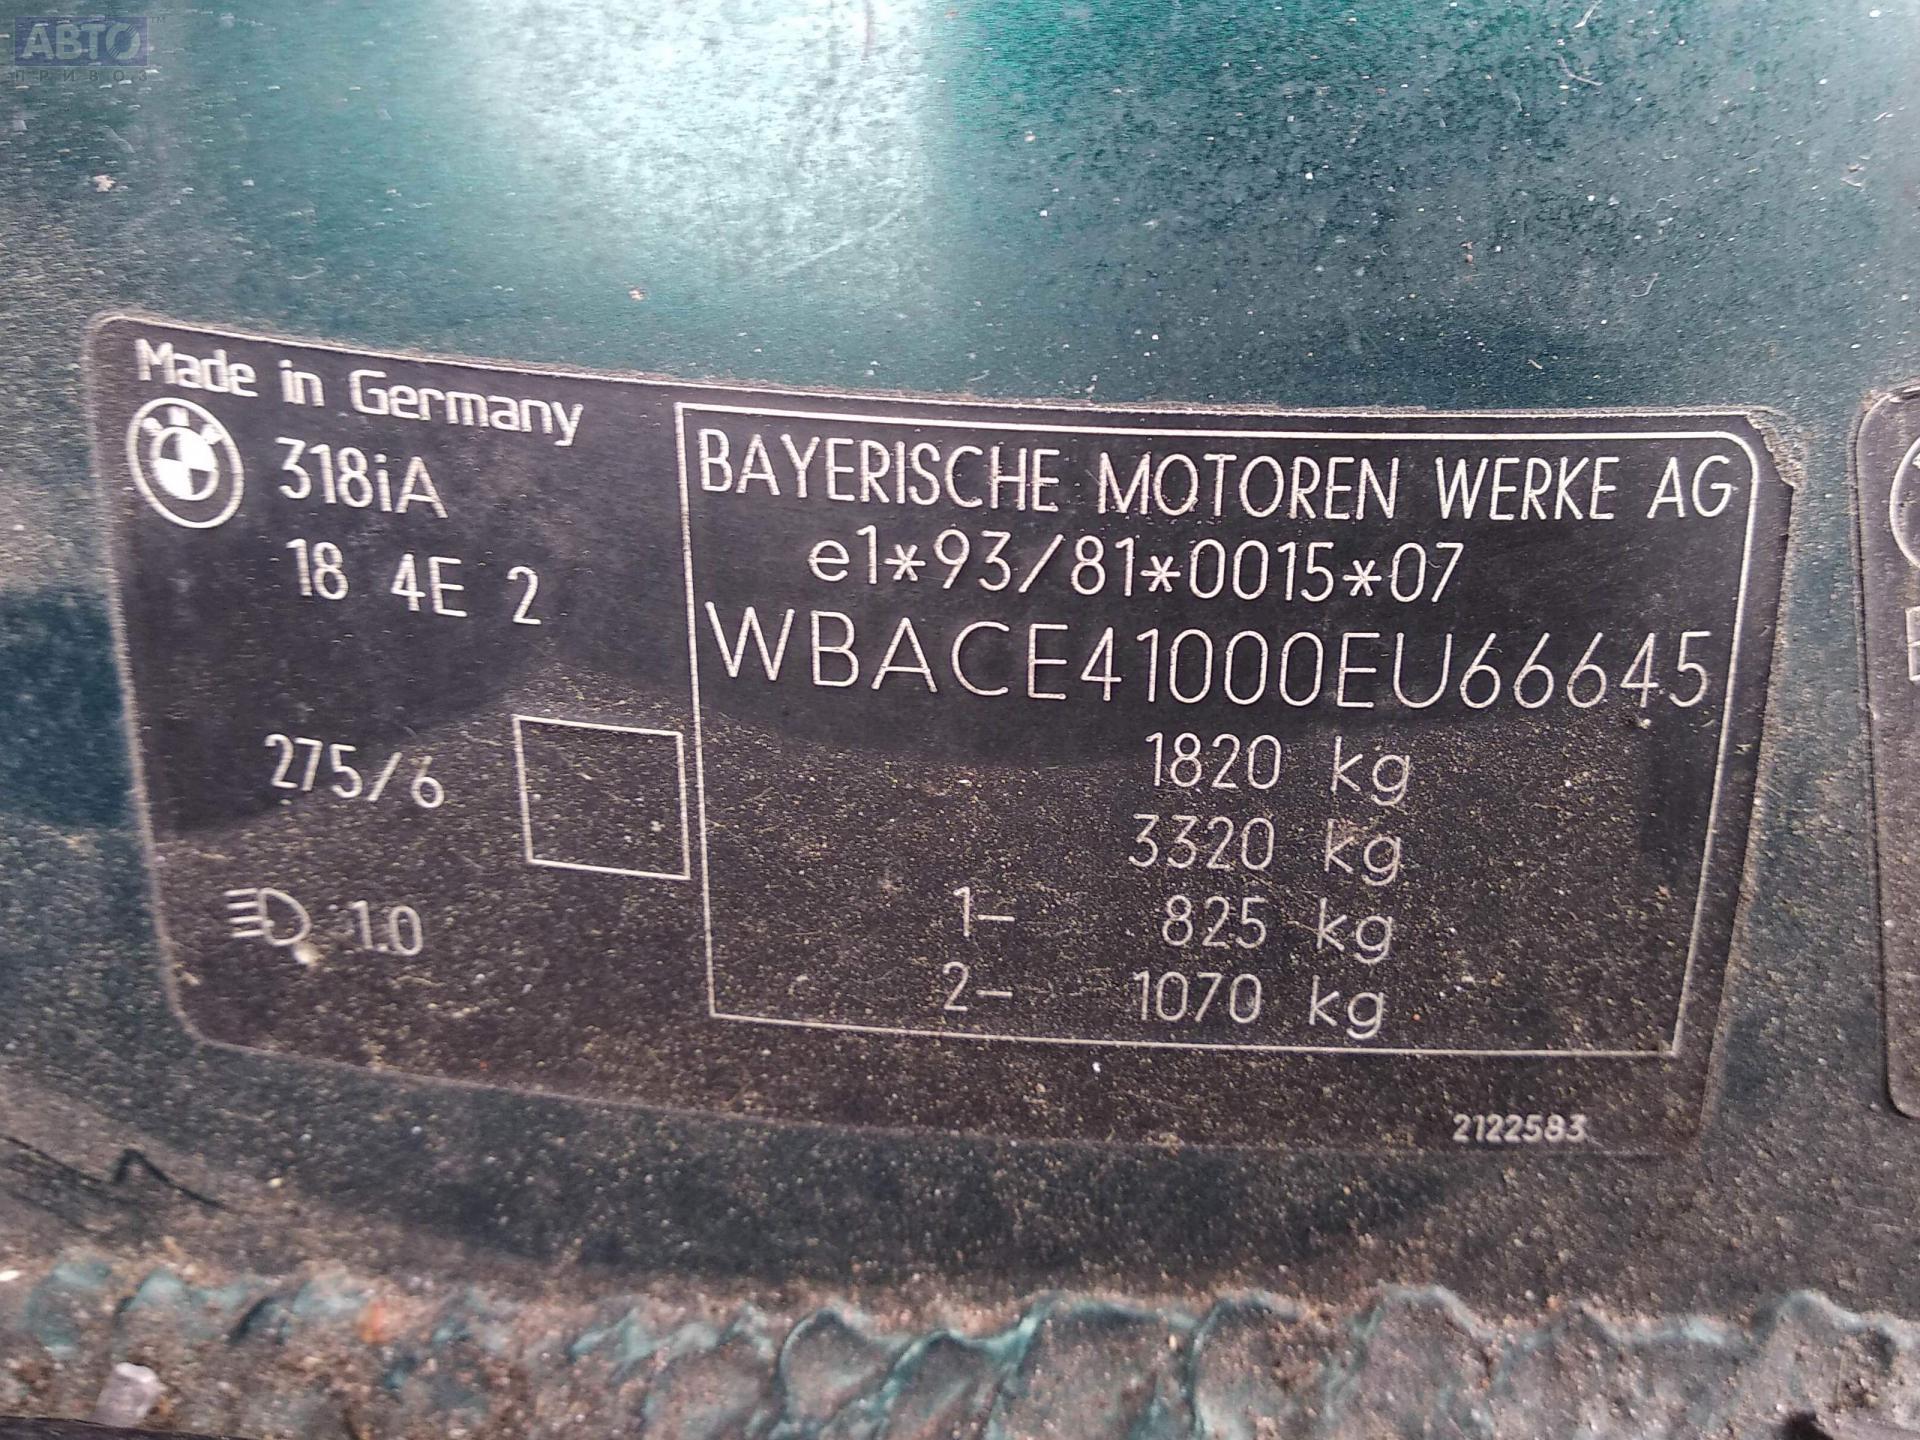 АВТО
ПРИВОЗ
Made in Germany
318iA
18 4E 2
275/6
1.0
BAYERISCHE MOTOREN WERKE AG
e1*93/81*0015*07
WBACE41000EU66645
1820 kg
3320 kg
1- 825 kg
2- 1070 kg
2122583